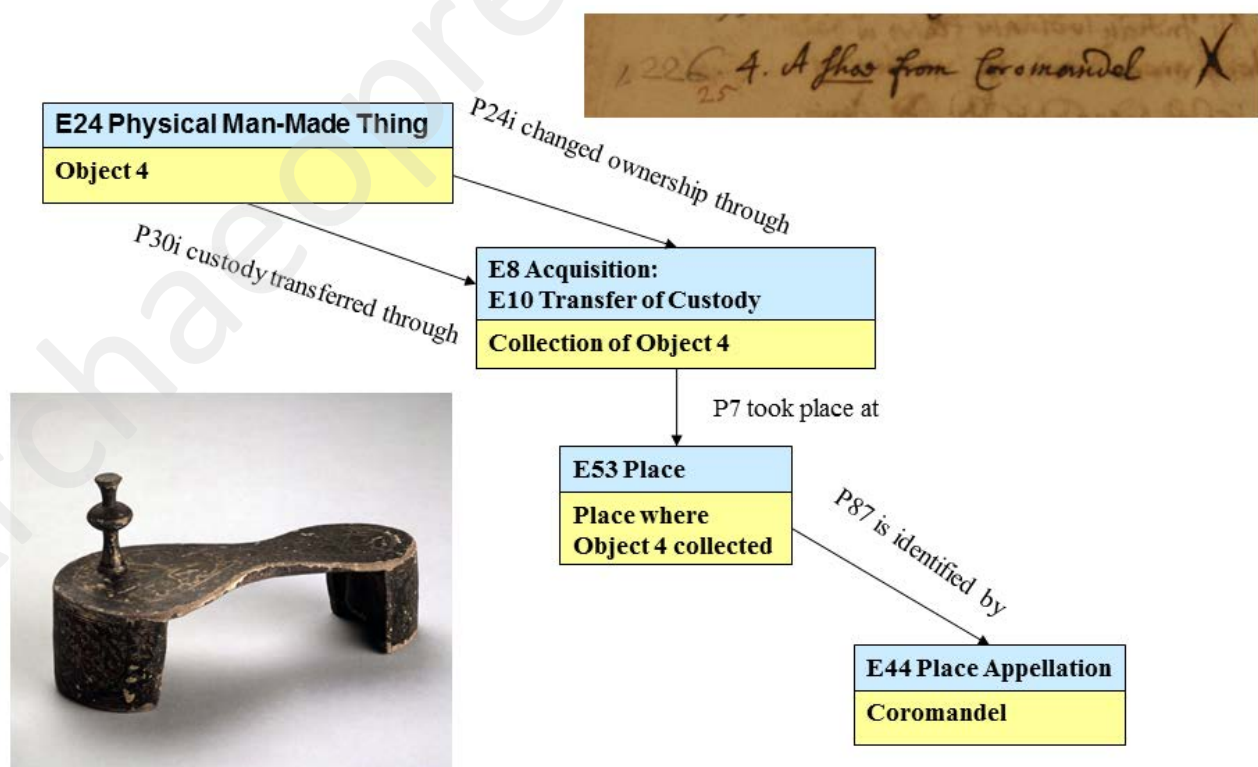 1226. 4. A shoe from Coromandel X
25
E24 Physical Man-Made Thing
Object 4
P24i changed ownership through
P30i custody transferred through
E8 Acquisition:
E10 Transfer of Custody
Collection of Object 4
P7 took place at
E53 Place
Place where
Object 4 collected
P87 is identified by
E44 Place Appellation
Coromandel